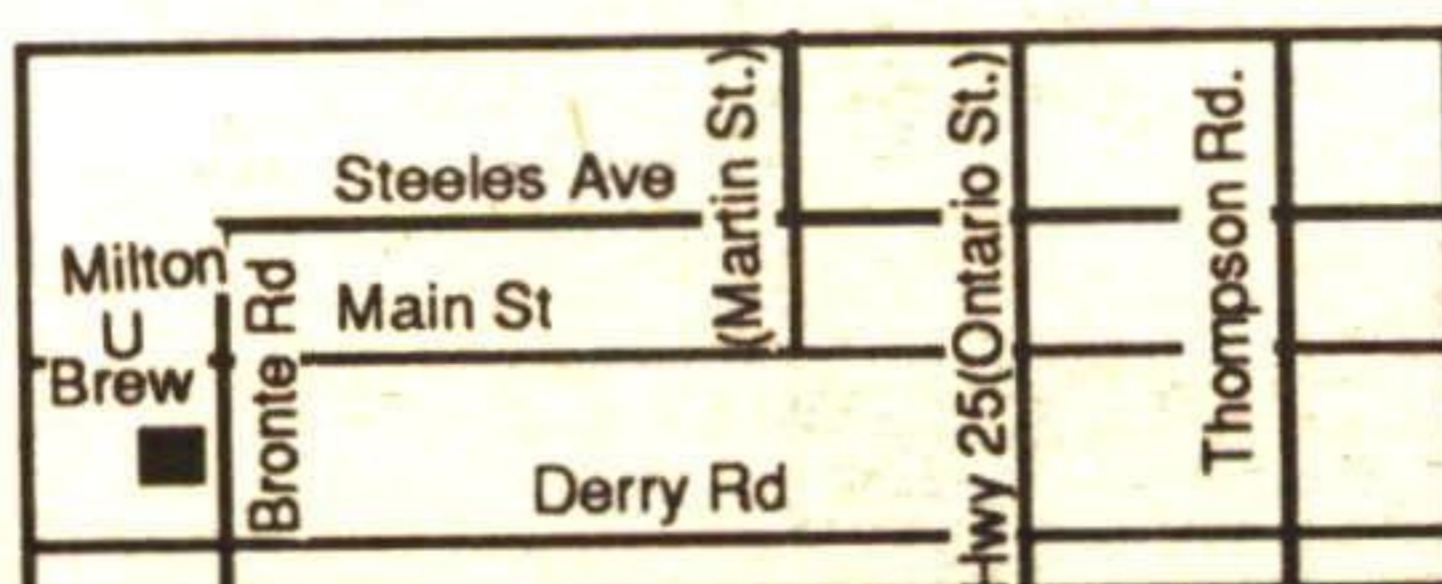 (Martin St.)
Hwy 25(Ontario St.)
Thompson Rd.
Steeles Ave
Milton
U
Brew
Bronte Rd
Main St
Derry Rd